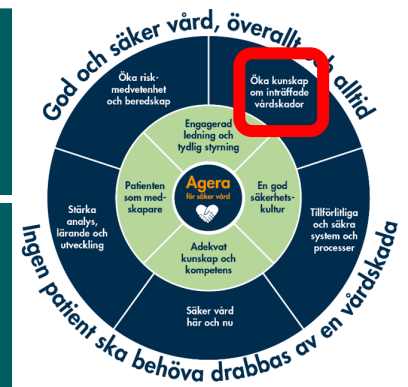 God och säker vård, överallt och alltid
Öka risk-
medvetenhet
och beredskap
Öka kunskap
om inträffade
vårdskador
Engagerad
ledning och
tydlig styrning
Patienten
som med-
skapare
Agera
för säker vård
En god
säkerhets-
kultur
Stärka
analys,
lärande och
utveckling
Tillförlitliga
och säkra
system och
processer
Adekvat
kunskap och
kompetens
Säker vård
här och nu
Ingen patient ska behöva drabbas av en vårdskada